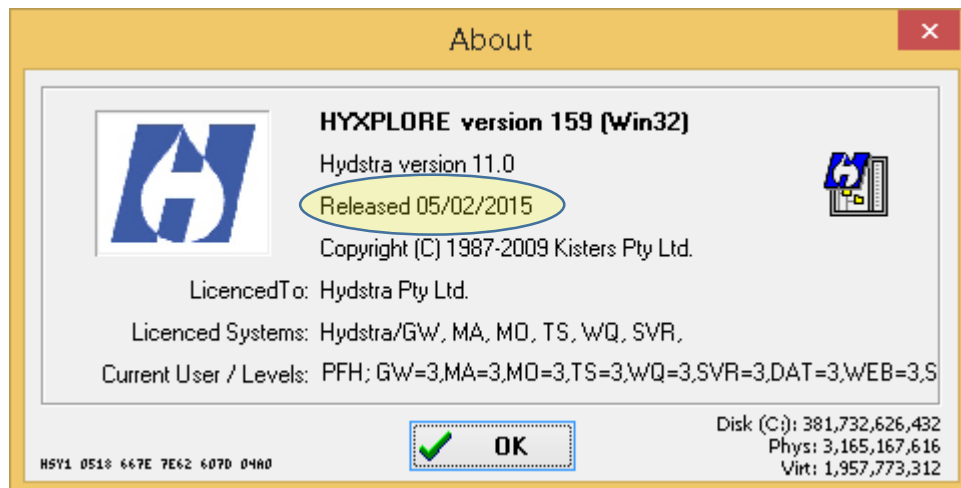 About
HYXPLORE version 159 (Win32)
Hydstra version 11.0
Released 05/02/2015
Copyright (C) 1987-2009 Kisters Pty Ltd.
LicencedTo: Hydstra Pty Ltd.
Licenced Systems: Hydstra/GW, MA, MO, TS, WQ, SVR,
Current User / Levels: PFH; GW=3,MA=3,MO=3,TS=3,WQ=3,SVR=3,DAT=3,WEB=3,S
OK
Disk (C:): 381,732,626,432
Phys: 3,165,167,616
Virt: 1,957,773,312
HSY1 0518 667E 7E62 607D 04A0